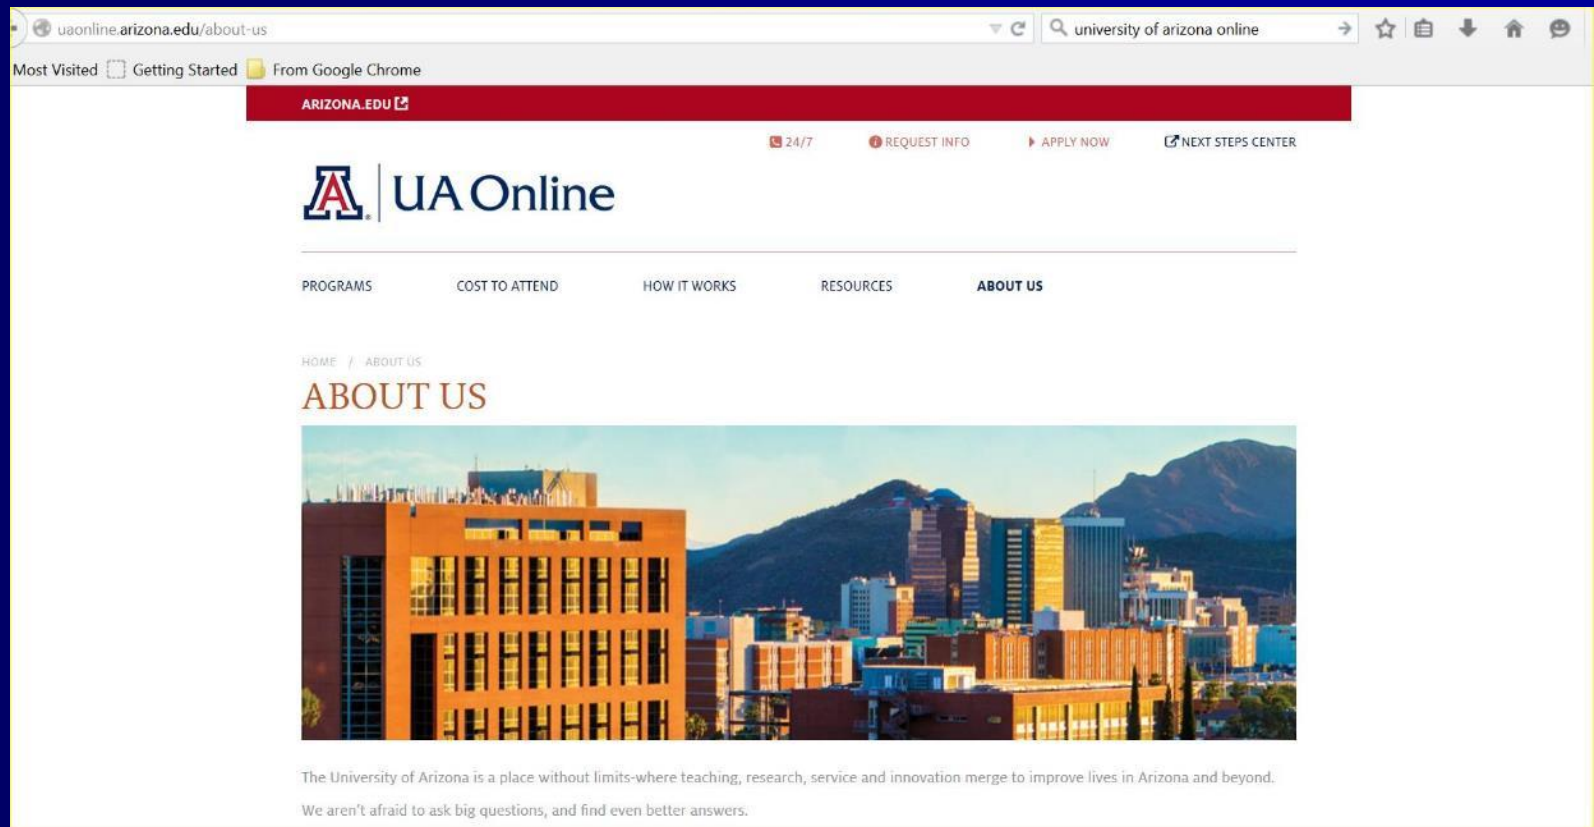 uaonline.arizona.edu/about-us
university of arizona online
Most Visited Getting Started From Google Chrome
ARIZONA.EDU
24/7 REQUEST INFO APPLY NOW NEXT STEPS CENTER
A UA Online
PROGRAMS COST TO ATTEND HOW IT WORKS RESOURCES ABOUT US
HOME / ABOUT US
ABOUT US
The University of Arizona is a place without limits-where teaching, research, service and innovation merge to improve lives in Arizona and beyond.
We aren't afraid to ask big questions, and find even better answers.